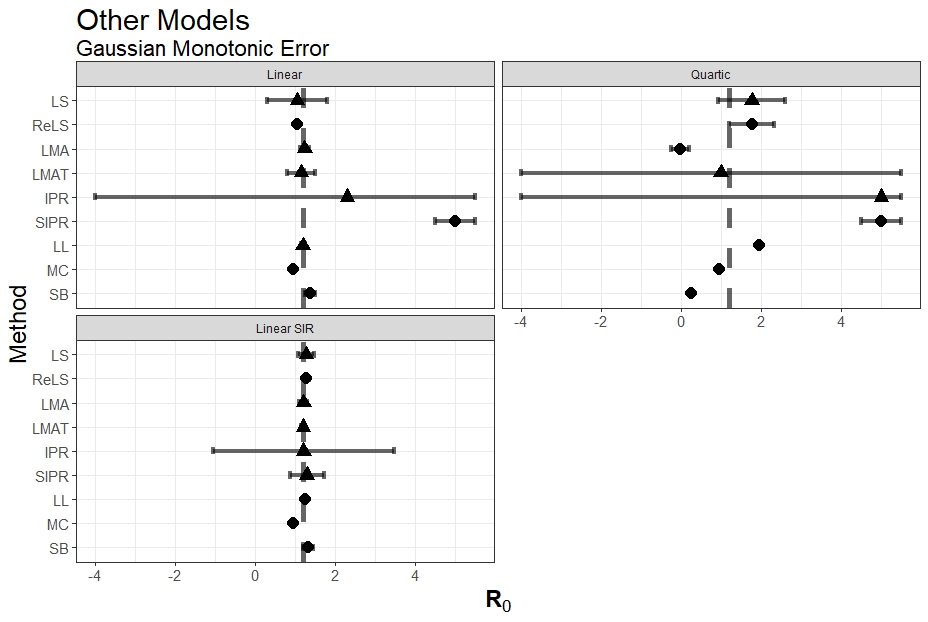 Other Models
Gaussian Monotonic Error
Linear
Quartic
LS
ReLS
LMA
LMAT
IPR
SIPR
LL
MC
SB
-4 -2 0 2 4
Linear SIR
LS
ReLS
LMA
LMAT
IPR
SIPR
LL
MC
SB
-4 -2 0 2 4
Method
R0